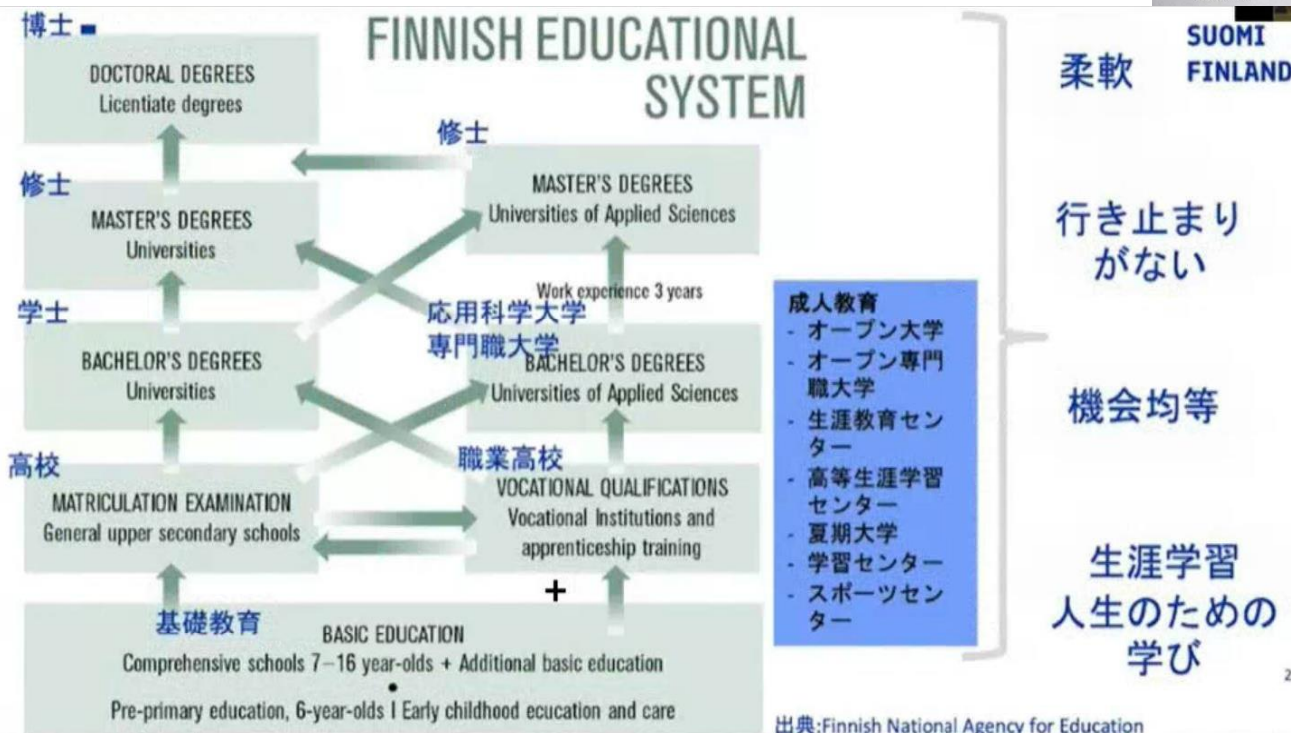 FINNISH EDUCATIONAL
SYSTEM
SUOMI
FINLAND
博士
DOCTORAL DEGREES
Licentiate degrees
修士
MASTER'S DEGREES
Universities
修士
MASTER'S DEGREES
Universities of Applied Sciences
Work experience 3 years
学士
BACHELOR'S DEGREES
Universities
応用科学大学
専門職大学
BACHELOR'S DEGREES
Universities of Applied Sciences
高校
MATRICULATION EXAMINATION
General upper secondary schools
職業高校
VOCATIONAL QUALIFICATIONS
Vocational Institutions and
apprenticeship training
+
基礎教育
BASIC EDUCATION
Comprehensive schools 7–16 year-olds + Additional basic education
•
Pre-primary education, 6-year-olds I Early childhood ecucation and care
成人教育
- オープン大学
- オープン専門
職大学
- 生涯教育セン
ター
- 高等生涯学習
センター
- 夏期大学
- 学習センター
- スポーツセン
ター
柔軟
行き止まり
がない
機会均等
生涯学習
人生のための
学び
2
出典:Finnish National Agency for Education